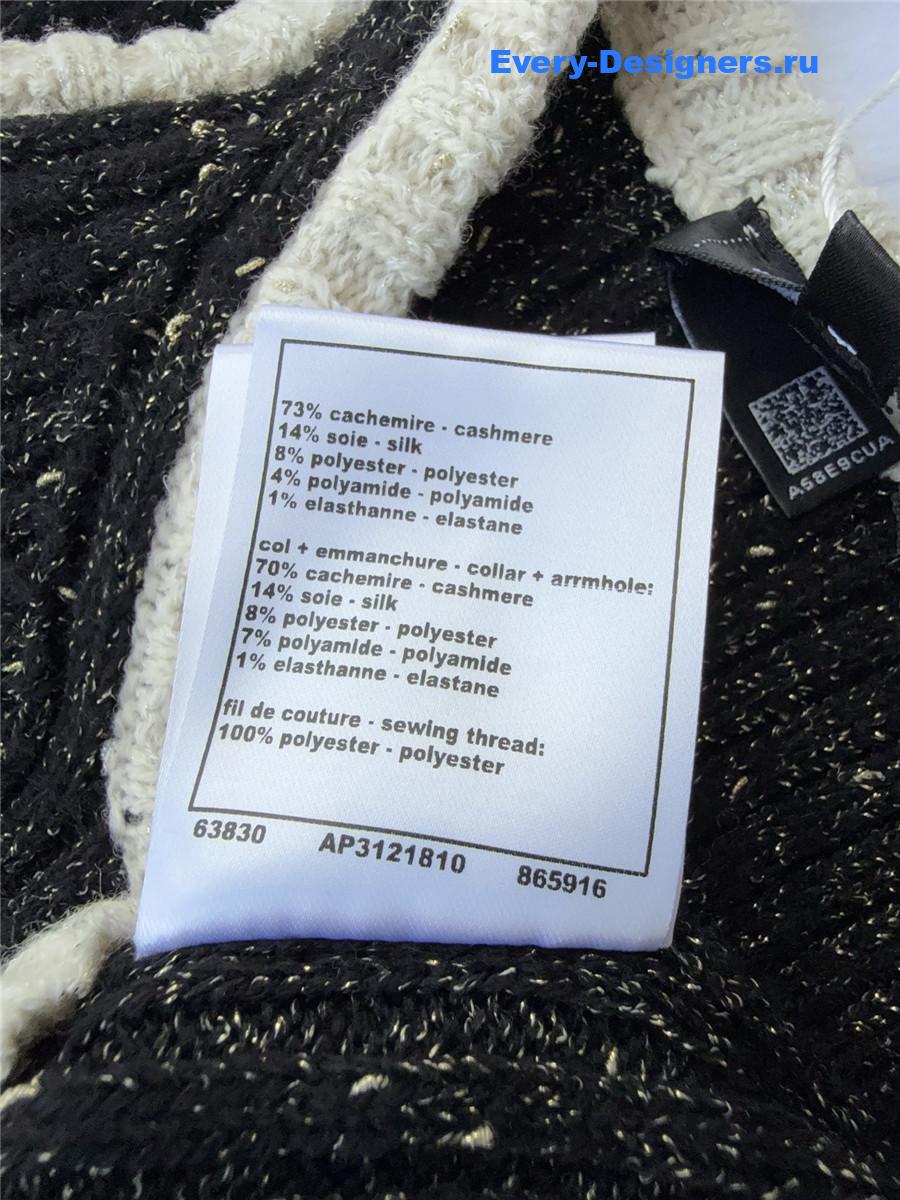 Every-Designers.ru
73% cachemire - cashmere
14% soie - silk
8% polyester - polyester
4% polyamide - polyamide
1% elasthanne - elastane
col + emmanchure - collar + arrmhole:
70% cachemire - cashmere
14% soie - silk
8% polyester - polyester
7% polyamide - polyamide
1% elasthanne - elastane
fil de couture - sewing thread:
100% polyester - polyester
63830 AP3121810 865916